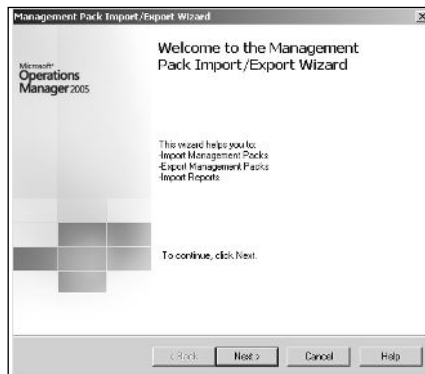 Management Pack Import/Export Wizard
Welcome to the Management
Pack Import/Export Wizard
Microsoft
Operations
Manager 2005
This wizard helps you to:
-Import Management Packs
-Export Management Packs
-Import Reports
To continue, click Next.
< Back
Next >
Cancel
Help